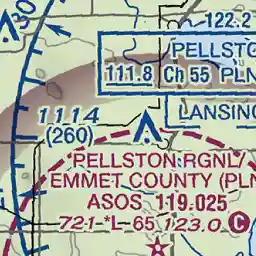 30
122.2
PELLSTO
111.8 Ch 55 PLN
LANSING
1114
(260)
PELLSTON RGNL/
EMMET COUNTY (PLN
ASOS 119.025
721 *L 65 123.0 C